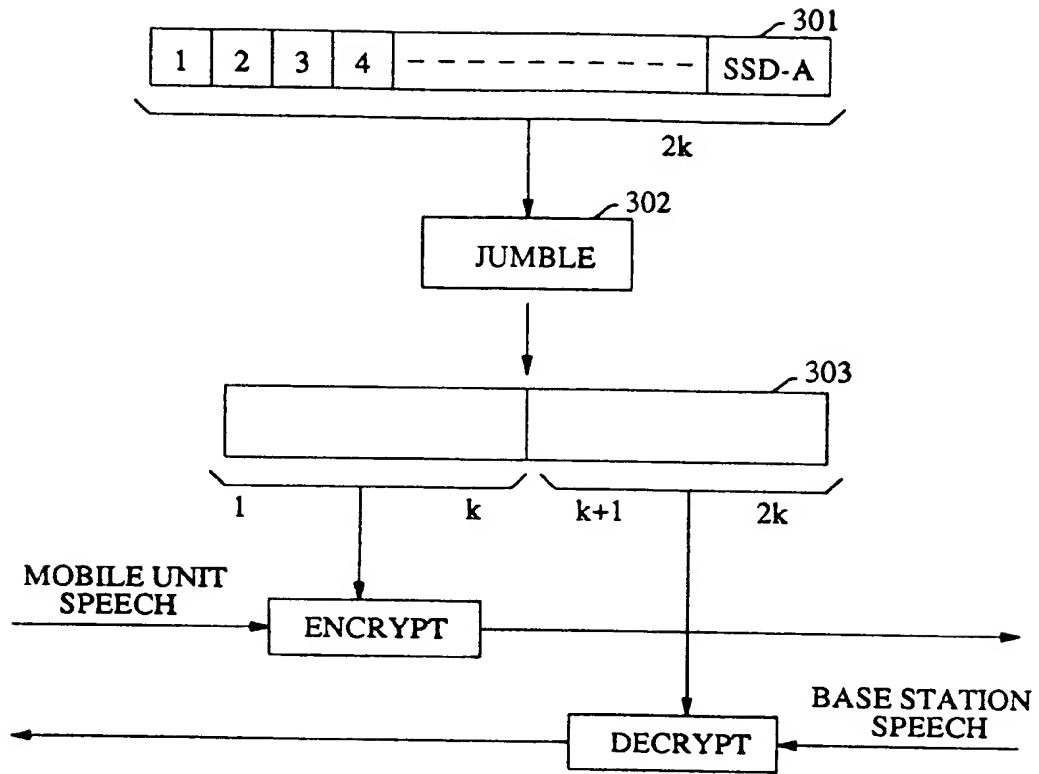 301
1 2 3 4 SSD-A
2k
302
JUMBLE
303
1 k k+1 2k
MOBILE UNIT
SPEECH
ENCRYPT
BASE STATION
SPEECH
DECRYPT